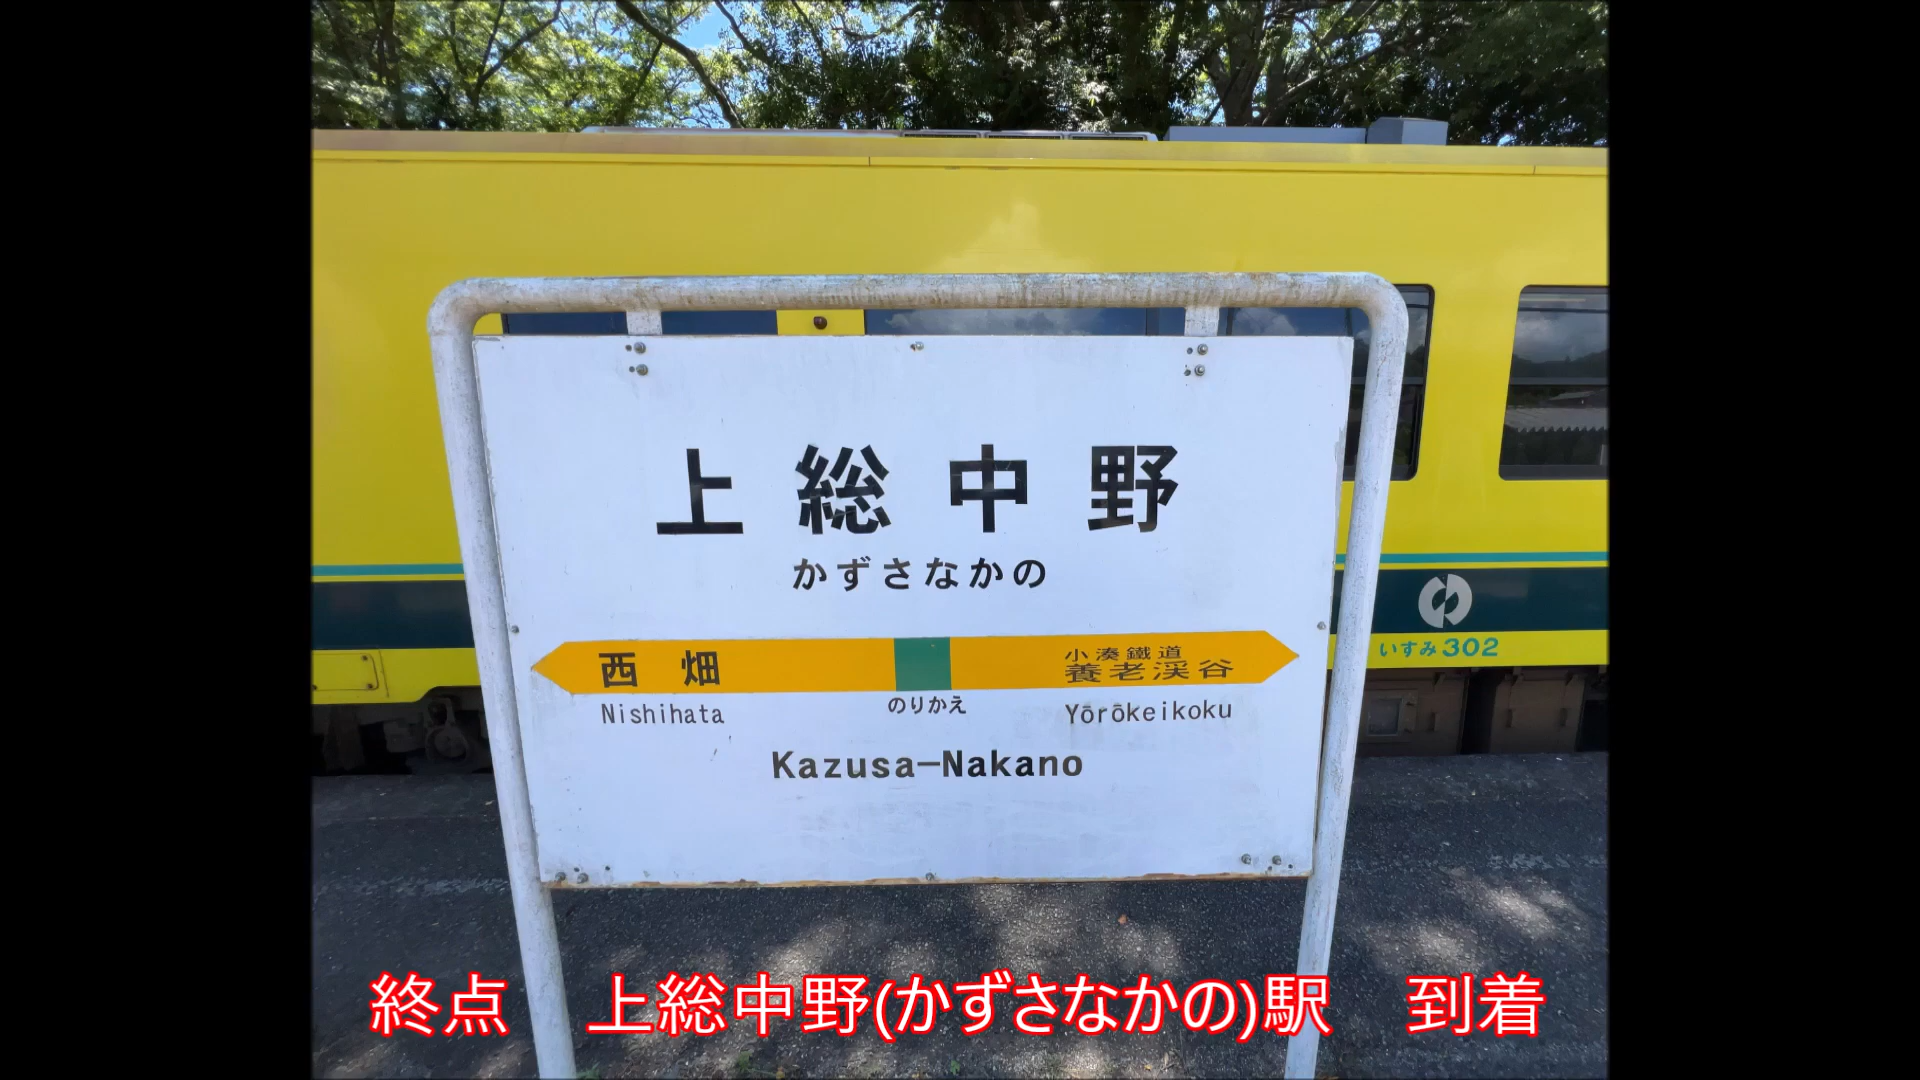 上総中野
かずさなかの
西畑
小湊鐵道
養老渓谷
Nishihata
のりかえ
Yōrōkeikoku
Kazusa-Nakano
いすみ302
終点 上総中野(かずさなかの)駅 到着